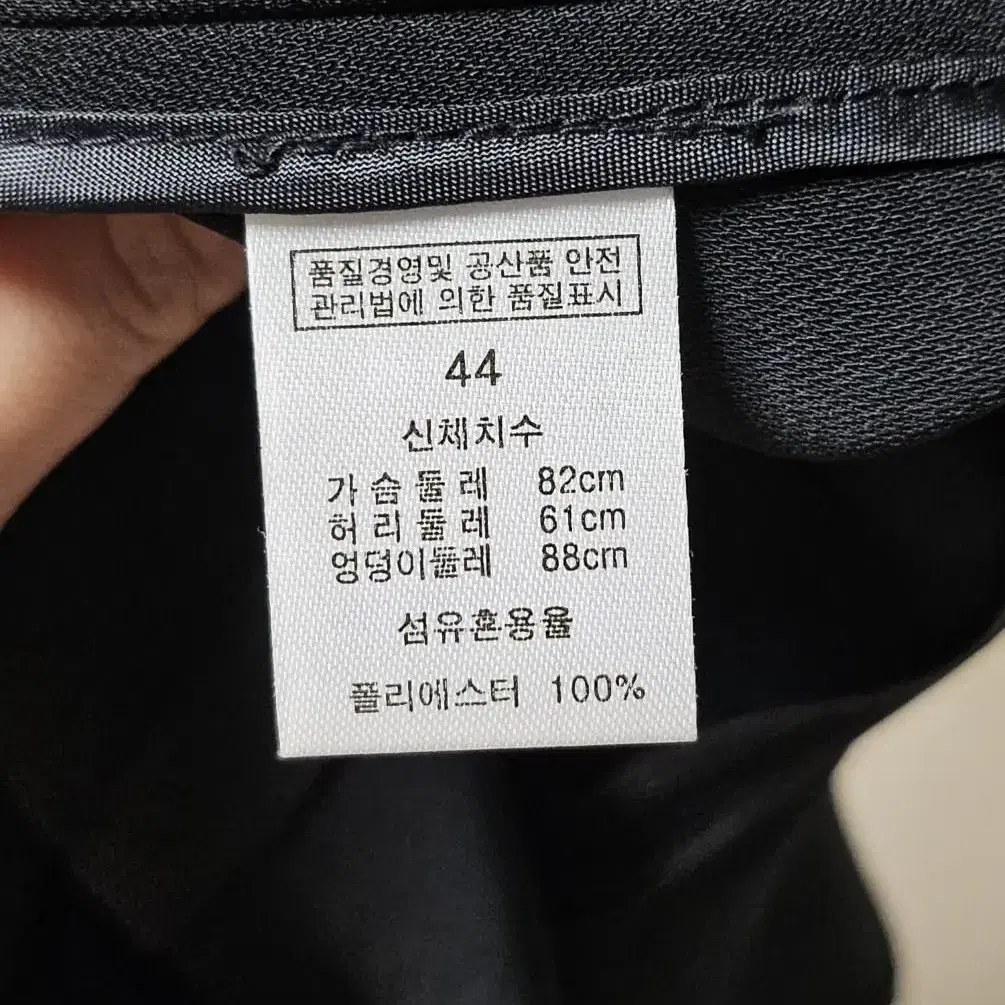 품질경영및 공산품 안전
관리법에 의한 품질표시
44
신체치수
가슴둘레 82cm
허리둘레 61cm
엉덩이둘레 88cm
섬유혼용율
폴리에스터 100%